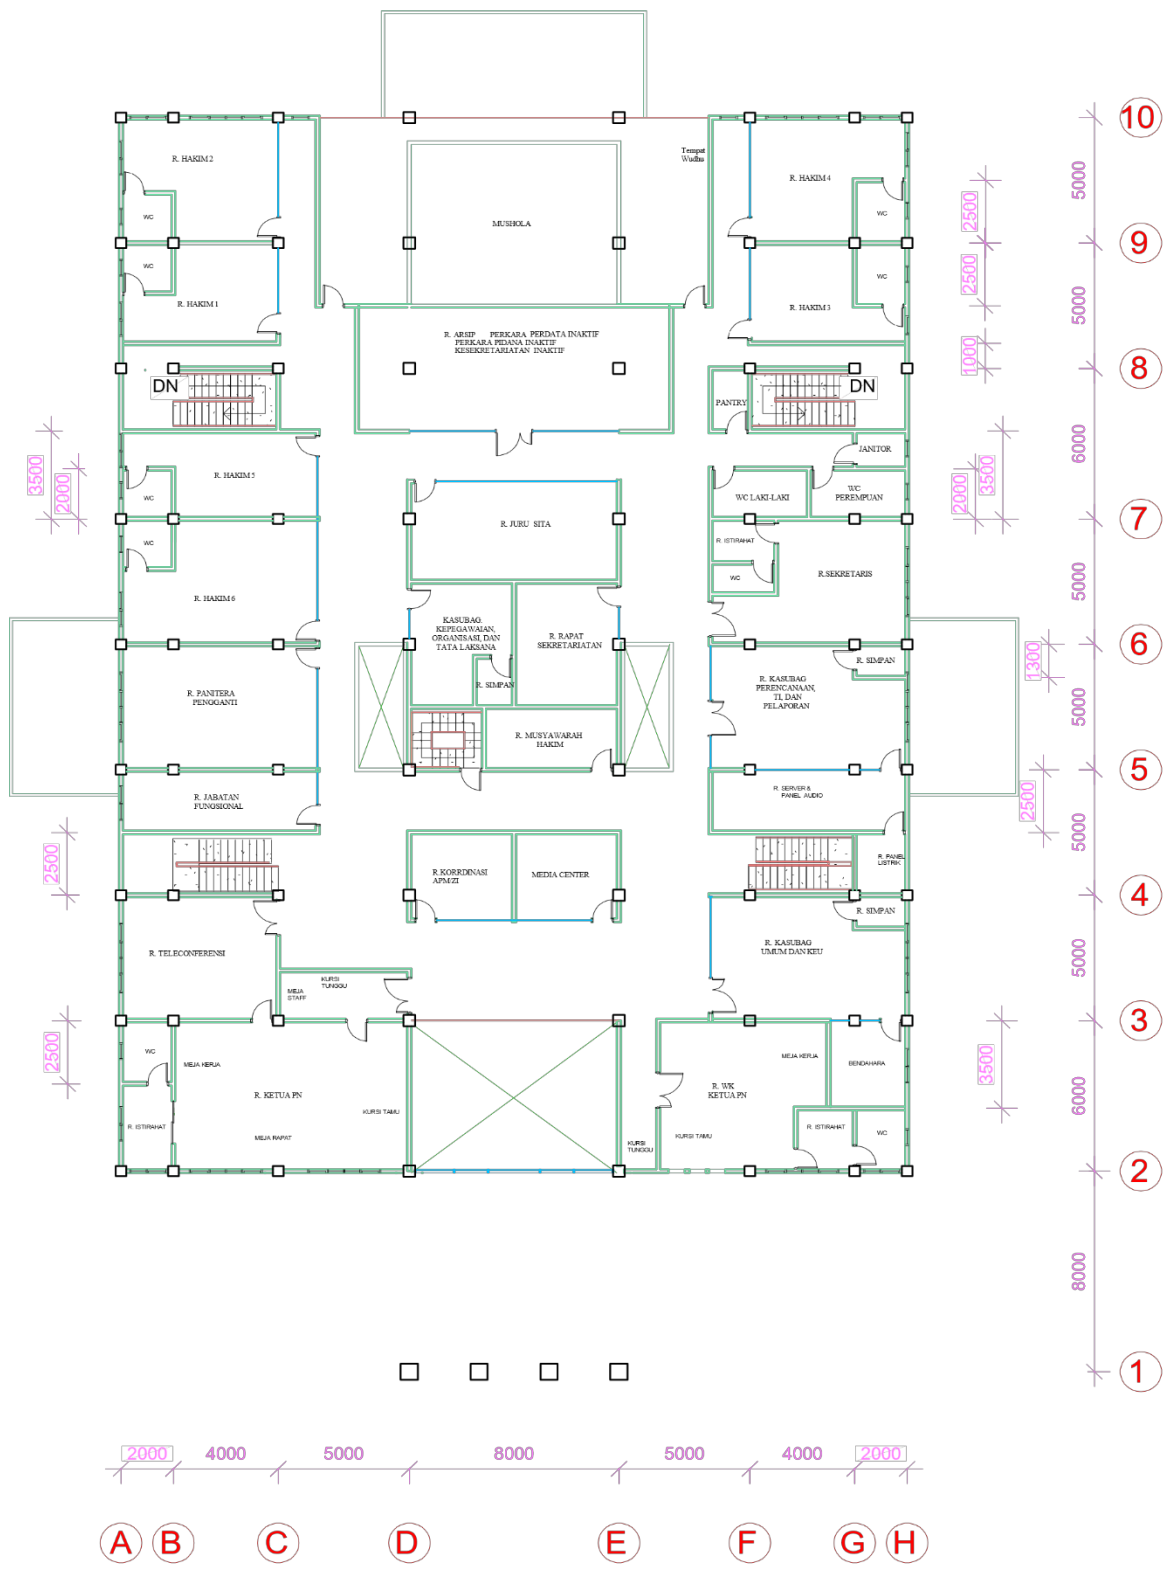 10
Tempat
Wudhu
R. HAKIM 2
R. HAKIM 4
5000
2500
WC
WC
MUSHOLA
9
WC
WC
2500
R. HAKIM 1
R. HAKIM 3
5000
R. ARSIP PERKARA PERDATA INAKTIF
PERKARA PIDANA INAKTIF
KESEKRETARIATAN INAKTIF
1000
8
DN
DN
PANTRY
JANITOR
6000
3500
2000
R. HAKIM 5
WC
WC LAKI-LAKI
WC
PEREMPUAN
2000
3500
7
R. JURU SITA
WC
R. ISTIRAHAT
WC
R.SEKRETARIS
5000
R. HAKIM 6
KASUBAG.
KEPEGAWAIAN,
ORGANISASI, DAN
TATA LAKSANA
R. RAPAT
SEKRETARIATAN
6
R. SIMPAN
1300
R. SIMPAN
R. KASUBAG
PERENCANAAN,
TI, DAN
PELAPORAN
R. PANITERA
PENGGANTI
5000
R. MUSYAWARAH
HAKIM
5
R. JABATAN
FUNGSIONAL
R. SERVER &
PANEL AUDIO
2500
5000
2500
R.KORRDINASI
APM/ZI
MEDIA CENTER
R. PANEL
LISTRIK
4
R. SIMPAN
R. TELECONFERENSI
R. KASUBAG
UMUM DAN KEU
5000
KURSI
TUNGGU
MEJA
STAFF
3
2500
WC
MEJA KERJA
MEJA KERJA
BENDAHARA
3500
R. KETUA PN
R. WK
KETUA PN
6000
KURSI TAMU
R. ISTIRAHAT
MEJA RAPAT
KURSI
TUNGGU
KURSI TAMU
R. ISTIRAHAT
WC
2
8000
1
2000
4000
5000
8000
5000
4000
2000
A
B
C
D
E
F
G
H